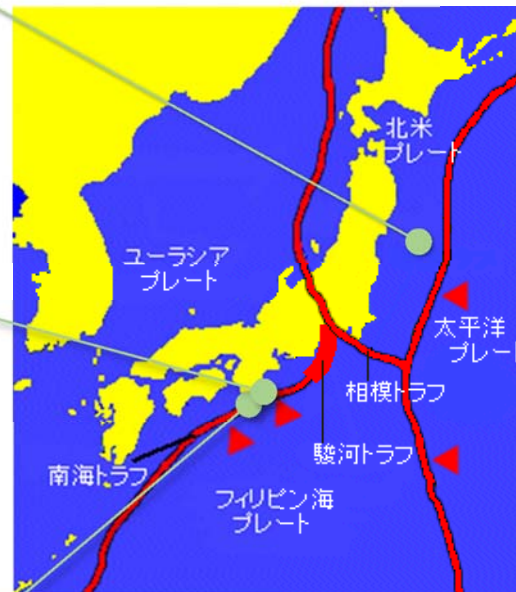 北米
プレート
ユーラシア
プレート
太平洋
プレート
相模トラフ
駿河トラフ
南海トラフ
フィリピン海
プレート